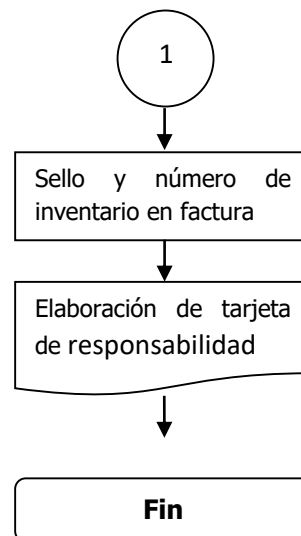 1
Sello y número de
inventario en factura
Elaboración de tarjeta
de responsabilidad
Fin